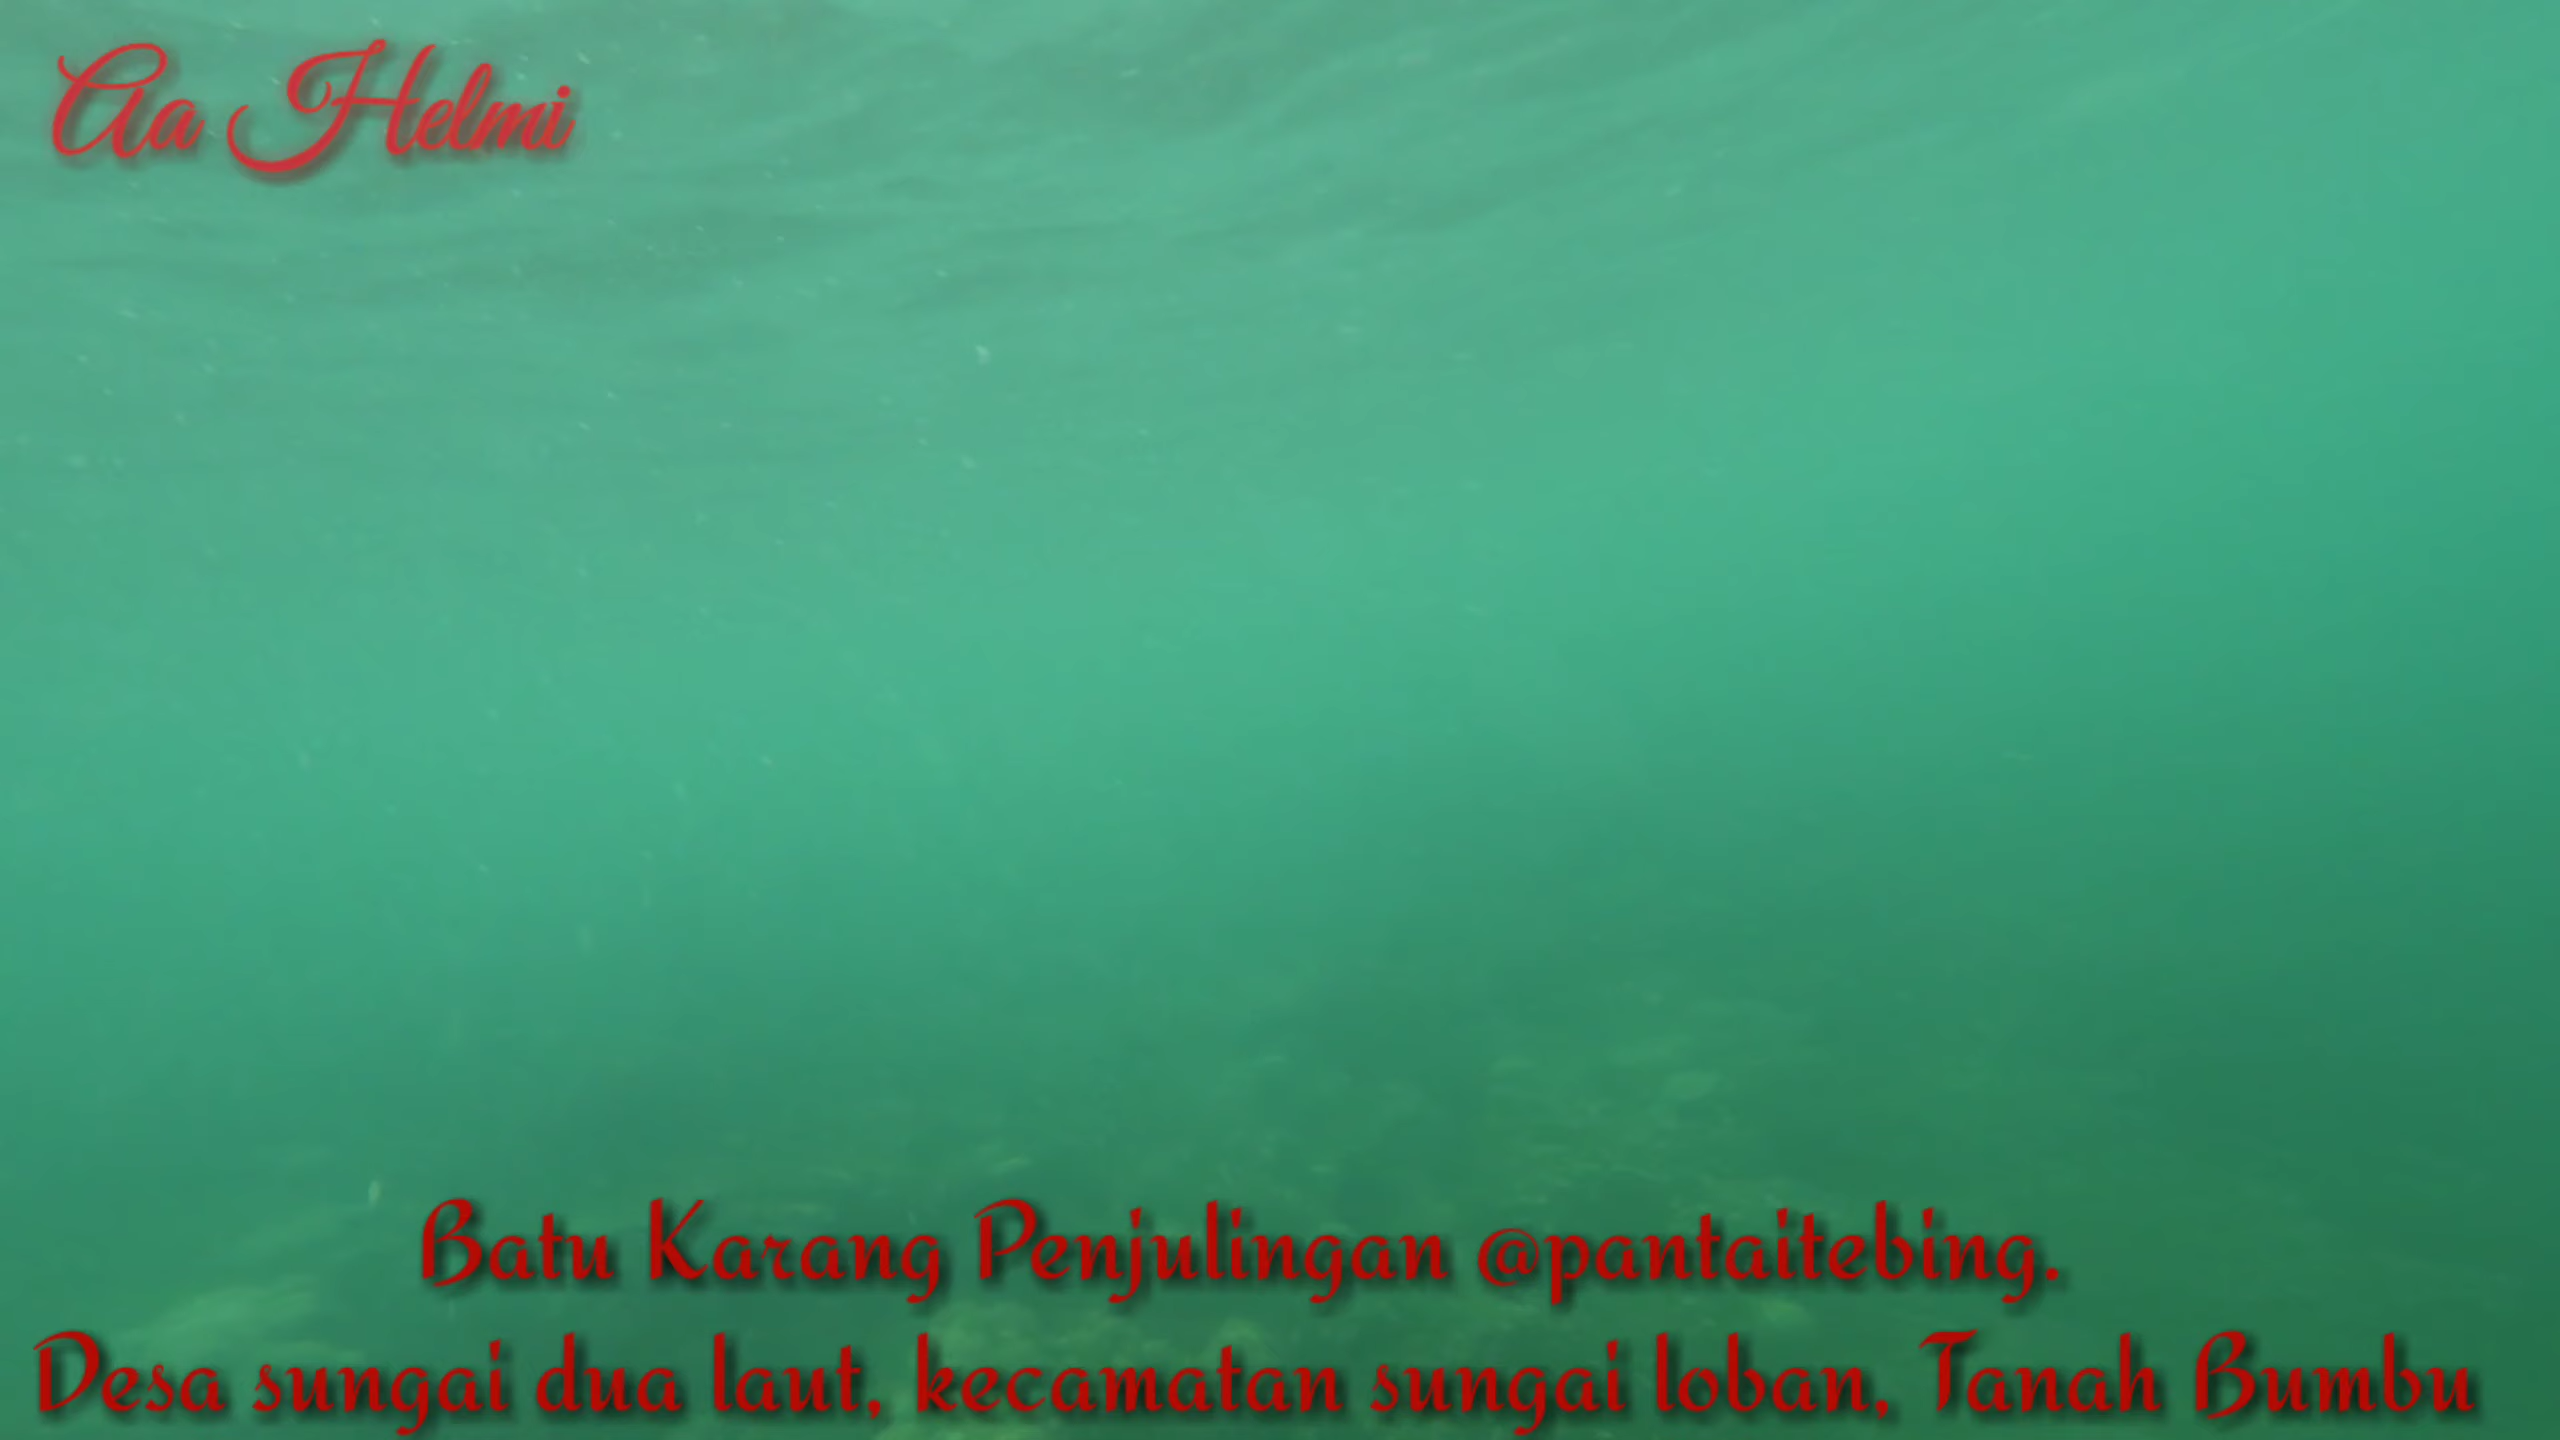 Aa Helmi
Batu Karang Penjulingan @pantaitebing.
Desa sungai dua laut, kecamatan sungai loban, Tanah Bumbu